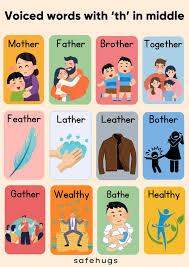 Voiced words with 'th' in middle
Mother Father Brother Together
Feather Lather Leather Bother
Gather Wealthy Bathe Healthy
safehugs